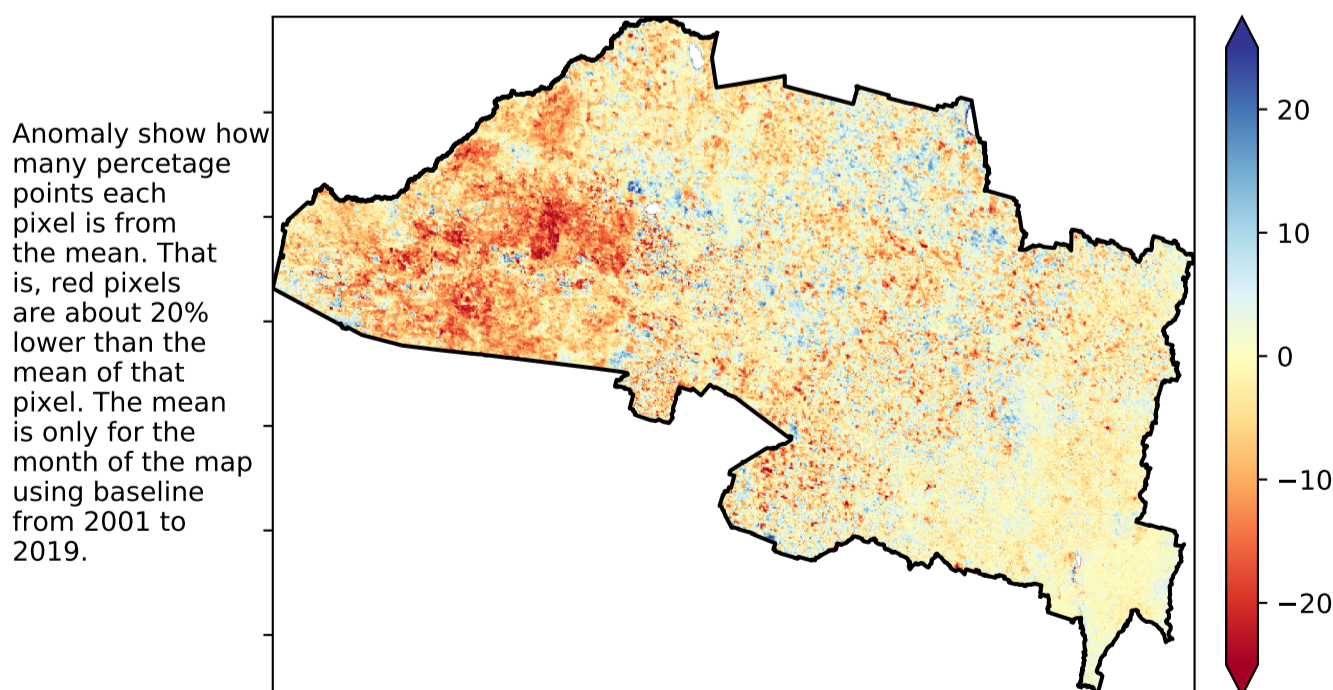 Anomaly show how
many percetage
points each
pixel is from
the mean. That
is, red pixels
are about 20%
lower than the
mean of that
pixel. The mean
is only for the
month of the map
using baseline
from 2001 to
2019.
20
10
0
−10
−20